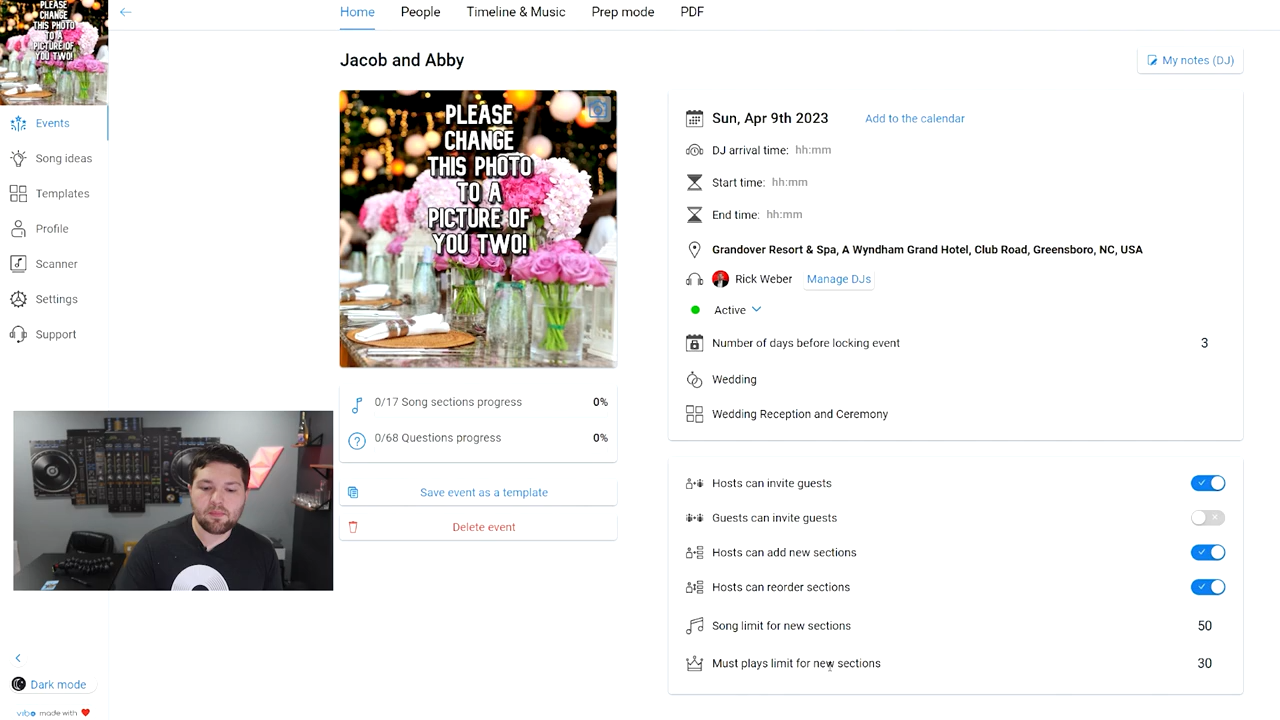 PLEASE
CHANGE
THIS PHOTO
TO A
PICTURE OF
YOU TWO!
Home
People
Timeline & Music
Prep mode
PDF
Jacob and Abby
My notes (DJ)
Events
Song ideas
Templates
Profile
Scanner
Settings
Support
PLEASE
CHANGE
THIS PHOTO
TO A
PICTURE OF
YOU TWO!
Sun, Apr 9th 2023
Add to the calendar
DJ arrival time: hh:mm
Start time: hh:mm
End time: hh:mm
Grandover Resort & Spa, A Wyndham Grand Hotel, Club Road, Greensboro, NC, USA
Rick Weber
Manage DJs
Active
Number of days before locking event 3
Wedding
Wedding Reception and Ceremony
0/17 Song sections progress 0%
0/68 Questions progress 0%
Save event as a template
Delete event
Hosts can invite guests
Guests can invite guests
Hosts can add new sections
Hosts can reorder sections
Song limit for new sections 50
Must plays limit for new sections 30
Dark mode
vibo made with